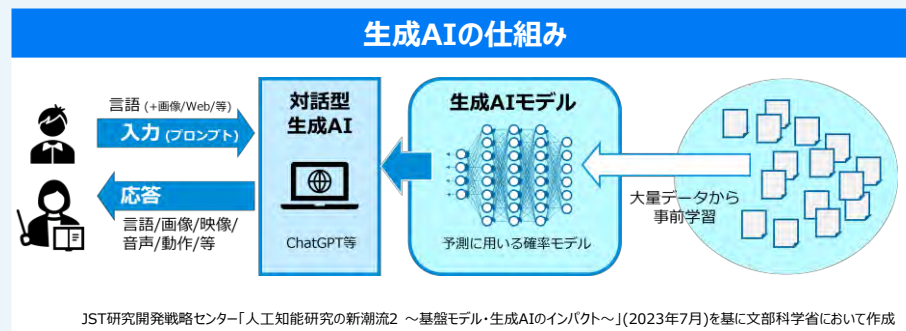 生成AIの仕組み
言語 (+画像/Web/等)
入力 (プロンプト)
応答
言語/画像/映像/
音声/動作/等
対話型
生成AI
ChatGPT等
生成AIモデル
予測に用いる確率モデル
大量データから
事前学習
JST研究開発戦略センター「人工知能研究の新潮流2 ～基盤モデル・生成AIのインパクト～」(2023年7月)を基に文部科学省において作成